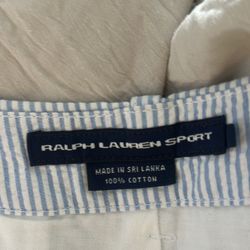 RALPH LAUREN SPORT
MADE IN SRI LANKA
100% COTTON